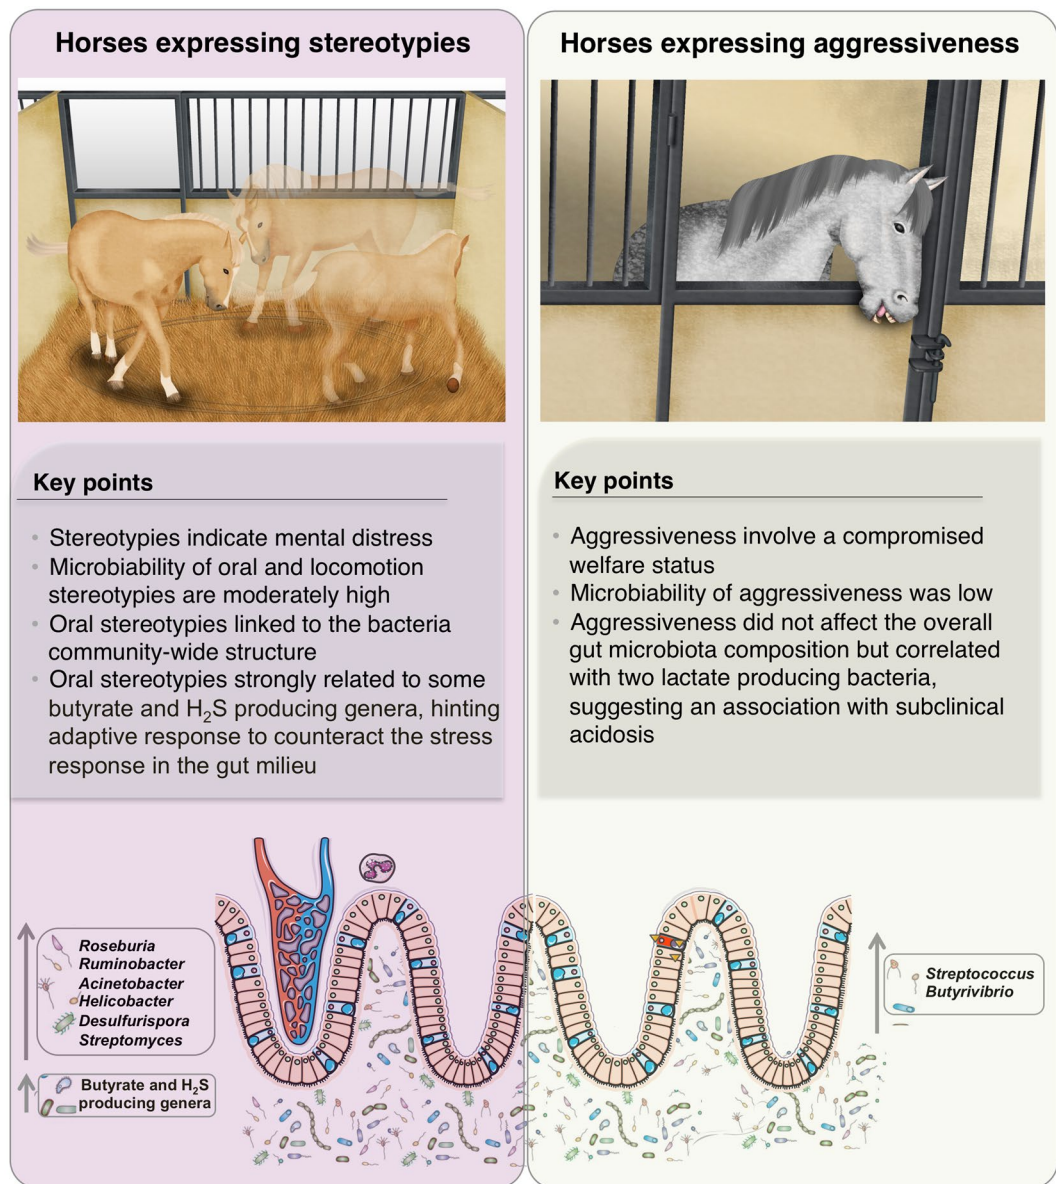 Horses expressing stereotypies
Key points
Stereotypies indicate mental distress
Microbiability of oral and locomotion
stereotypies are moderately high
Oral stereotypies linked to the bacteria
community-wide structure
Oral stereotypies strongly related to some
butyrate and H₂S producing genera, hinting
adaptive response to counteract the stress
response in the gut milieu
Roseburia
Ruminobacter
Acinetobacter
Helicobacter
Desulfurispora
Streptomyces
Butyrate and H₂S
producing genera
Horses expressing aggressiveness
Key points
Aggressiveness involve a compromised
welfare status
Microbiability of aggressiveness was low
Aggressiveness did not affect the overall
gut microbiota composition but correlated
with two lactate producing bacteria,
suggesting an association with subclinical
acidosis
Streptococcus
Butyrivibrio